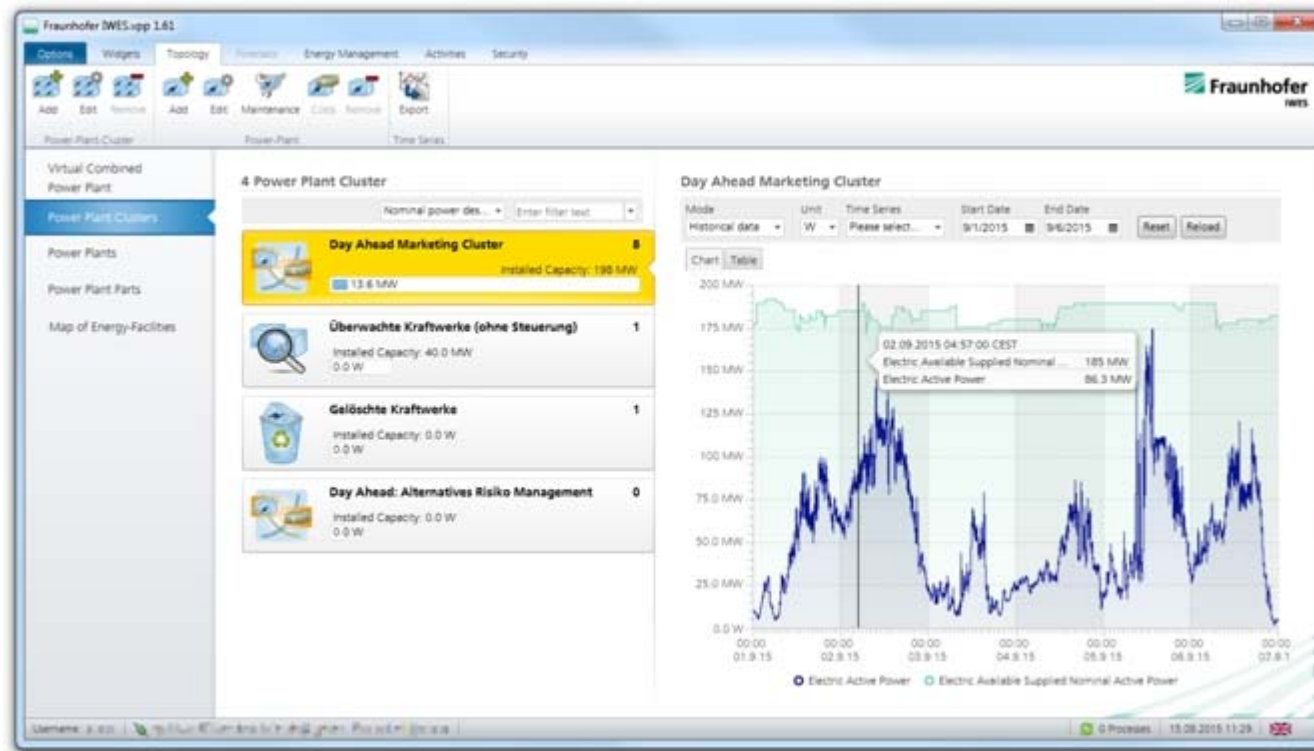 Fraunhofer IWES.vpp 1.61
Options Widgets Topology Forecasts Energy Management Activities Security
Add Edit Remove Add Edit Maintenance Remove Export
Power-Plant-Cluster Power-Plant Time Series
Fraunhofer
IWES
Virtual Combined
Power Plant
Power Plant Clusters
Power Plants
Power Plant Parts
Map of Energy-Facilities
4 Power Plant Cluster
Nominal power des... Enter filter text
Day Ahead Marketing Cluster 8
Installed Capacity: 198 MW
13.6 MW
Überwachte Kraftwerke (ohne Steuerung) 1
Installed Capacity: 40.0 MW
0.0 W
Gelöschte Kraftwerke 1
Installed Capacity: 0.0 W
0.0 W
Day Ahead: Alternatives Risiko Management 0
Installed Capacity: 0.0 W
0.0 W
Day Ahead Marketing Cluster
Mode Unit Time Series Start Date End Date
Historical data W Please select... 9/1/2015 9/6/2015 Reset Reload
Chart Table
200 MW
175 MW
150 MW
125 MW
100 MW
75.0 MW
50.0 MW
25.0 MW
0.0 W
02.09.2015 04:57:00 CEST
Electric Available Supplied Nominal ... 185 MW
Electric Active Power 86.3 MW
00:00 00:00 00:00 00:00 00:00 00:00 00:00
01.9.15 02.9.15 03.9.15 04.9.15 05.9.15 06.9.15 07.9.1
Electric Active Power Electric Available Supplied Nominal Active Power
Username:
0 Processes 15.09.2015 11:29